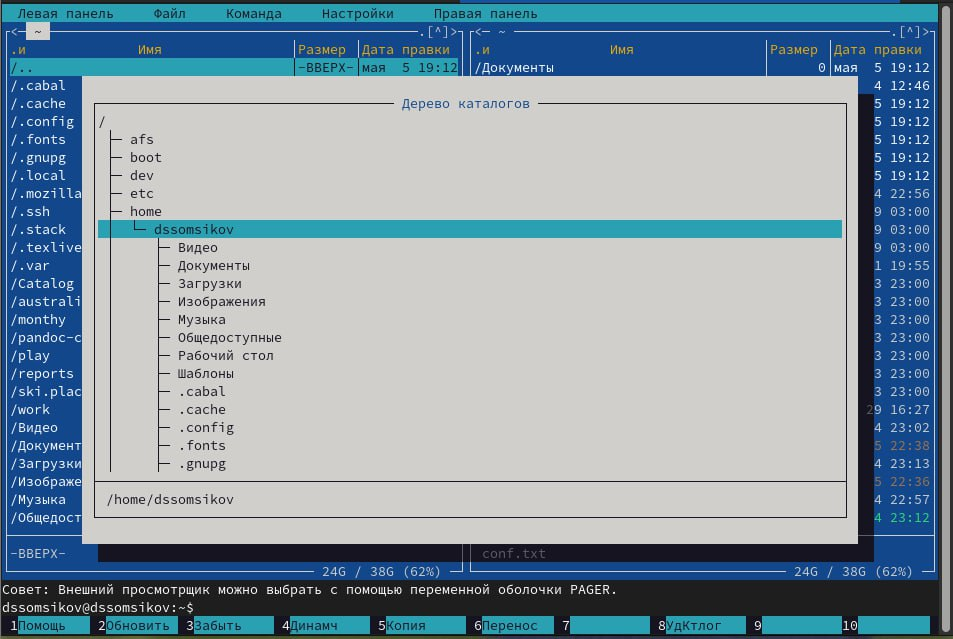 Левая панель Файл Команда Настройки Правая панель
<─ ~ .[^]> <─ ~ .[^]>
.и Имя Размер Дата правки .и Имя Размер Дата правки
/.. -ВВЕРХ- мая 5 19:12 /Документы 0 мая 5 19:12
/.cabal 4 12:46
Дерево каталогов
/.cache 5 19:12
/
/.config 5 19:12
/.fonts afs 5 19:12
/.gnupg boot 5 19:12
/.local dev 5 19:12
/.mozilla etc 4 22:56
/.ssh home 9 03:00
/.stack dssomsikov 9 03:00
/.texlive Видео 9 03:00
/.var Документы 1 19:55
/Catalog Загрузки 3 23:00
/australi Изображения 3 23:00
/monthy Музыка 3 23:00
/pandoc-c Общедоступные 3 23:00
/play Рабочий стол 3 23:00
/reports Шаблоны 3 23:00
/ski.plac .cabal 3 23:00
/work .cache 29 16:27
/Видео .config 4 23:02
/Документ .fonts 5 22:38
/Загрузки .gnupg 4 23:13
/Изображе 5 22:36
/Музыка /home/dssomsikov 4 22:57
/Общедост 4 23:12
-ВВЕРХ- conf.txt
24G / 38G (62%) 24G / 38G (62%)
Совет: Внешний просмотрщик можно выбрать с помощью переменной оболочки PAGER.
dssomsikov@dssomsikov:~$
1Помощь 2Обновить 3Забыть 4Динамч 5Копия 6Перенос 7 8УдКтлог 9 10